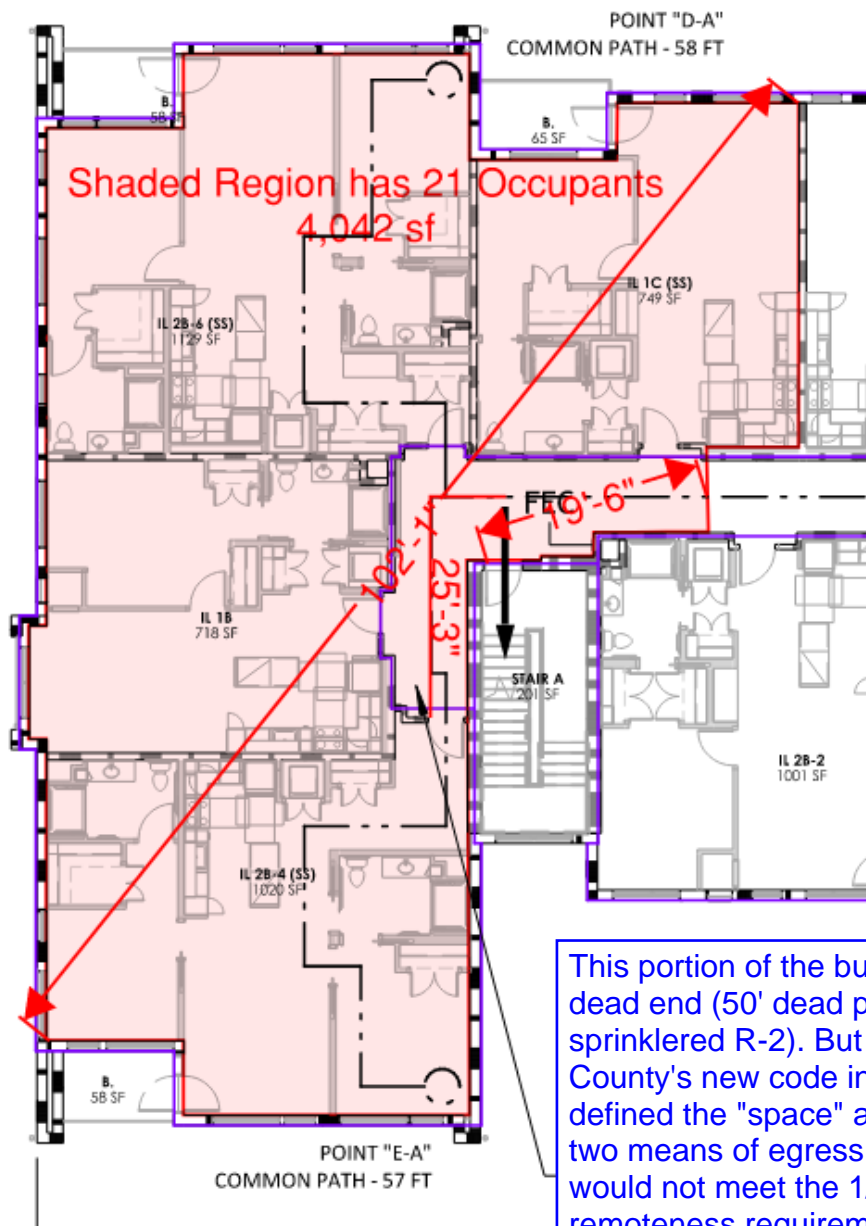 POINT "D-A"
COMMON PATH - 58 FT
B.
58 SF
B.
65 SF
Shaded Region has 21 Occupants
4,042 sf
IL 1C (SS)
749 SF
IL 2B-6 (SS)
1129 SF
FEC
19'-6"
102'-1"
25'-3"
IL 1B
718 SF
STAIR A
201 SF
IL 2B-2
1001 SF
IL 2B-4 (SS)
1020 SF
B.
58 SF
POINT "E-A"
COMMON PATH - 57 FT
This portion of the bu
dead end (50' dead p
sprinklered R-2). But
County's new code in
defined the "space" a
two means of egress
would not meet the 1
remoteness requirem